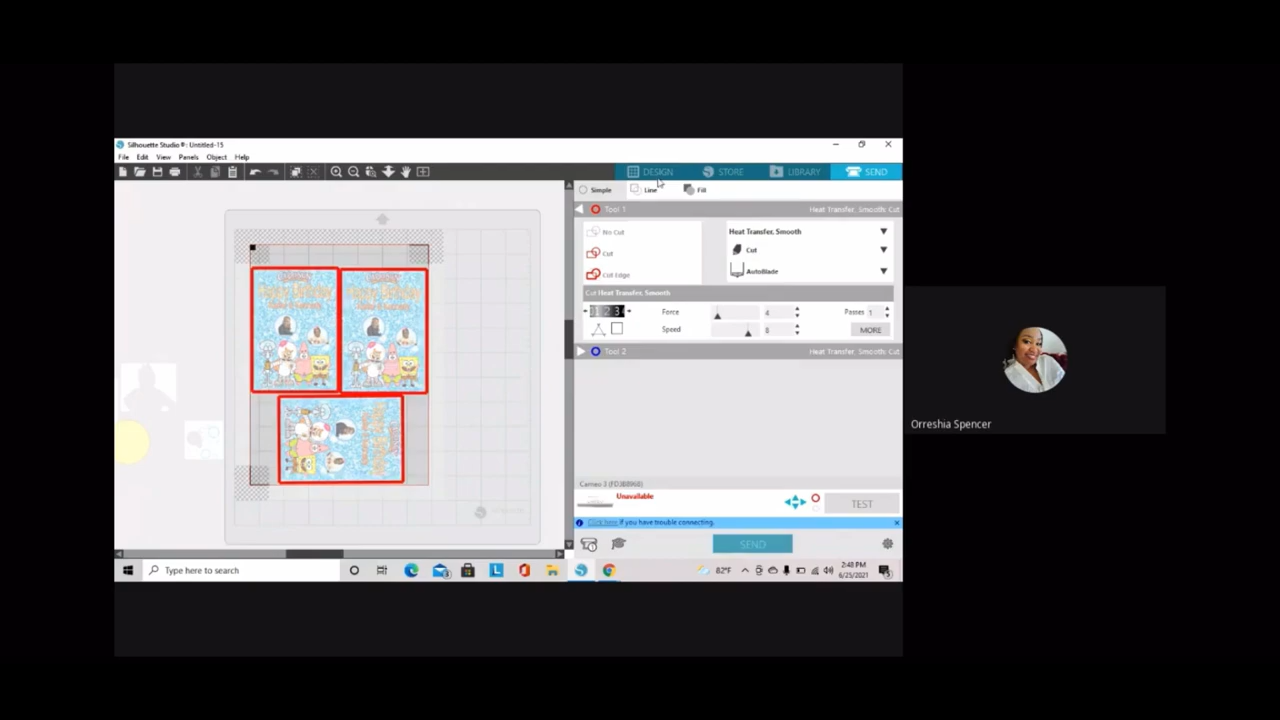 Silhouette Studio®: Untitled-15
File Edit View Panels Object Help
DESIGN STORE LIBRARY SEND
Simple Line Fill
Tool 1 Heat Transfer, Smooth: Cut
No Cut
Cut
Cut Edge
Heat Transfer, Smooth
Cut
AutoBlade
Cut Heat Transfer, Smooth
Force 4 Passes 1
Speed 8 MORE
Tool 2 Heat Transfer, Smooth: Cut
Unavailable
TEST
Click here if you have trouble connecting.
SEND
Type here to search
82°F
2:48 PM
6/25/2021
Orreshia Spencer